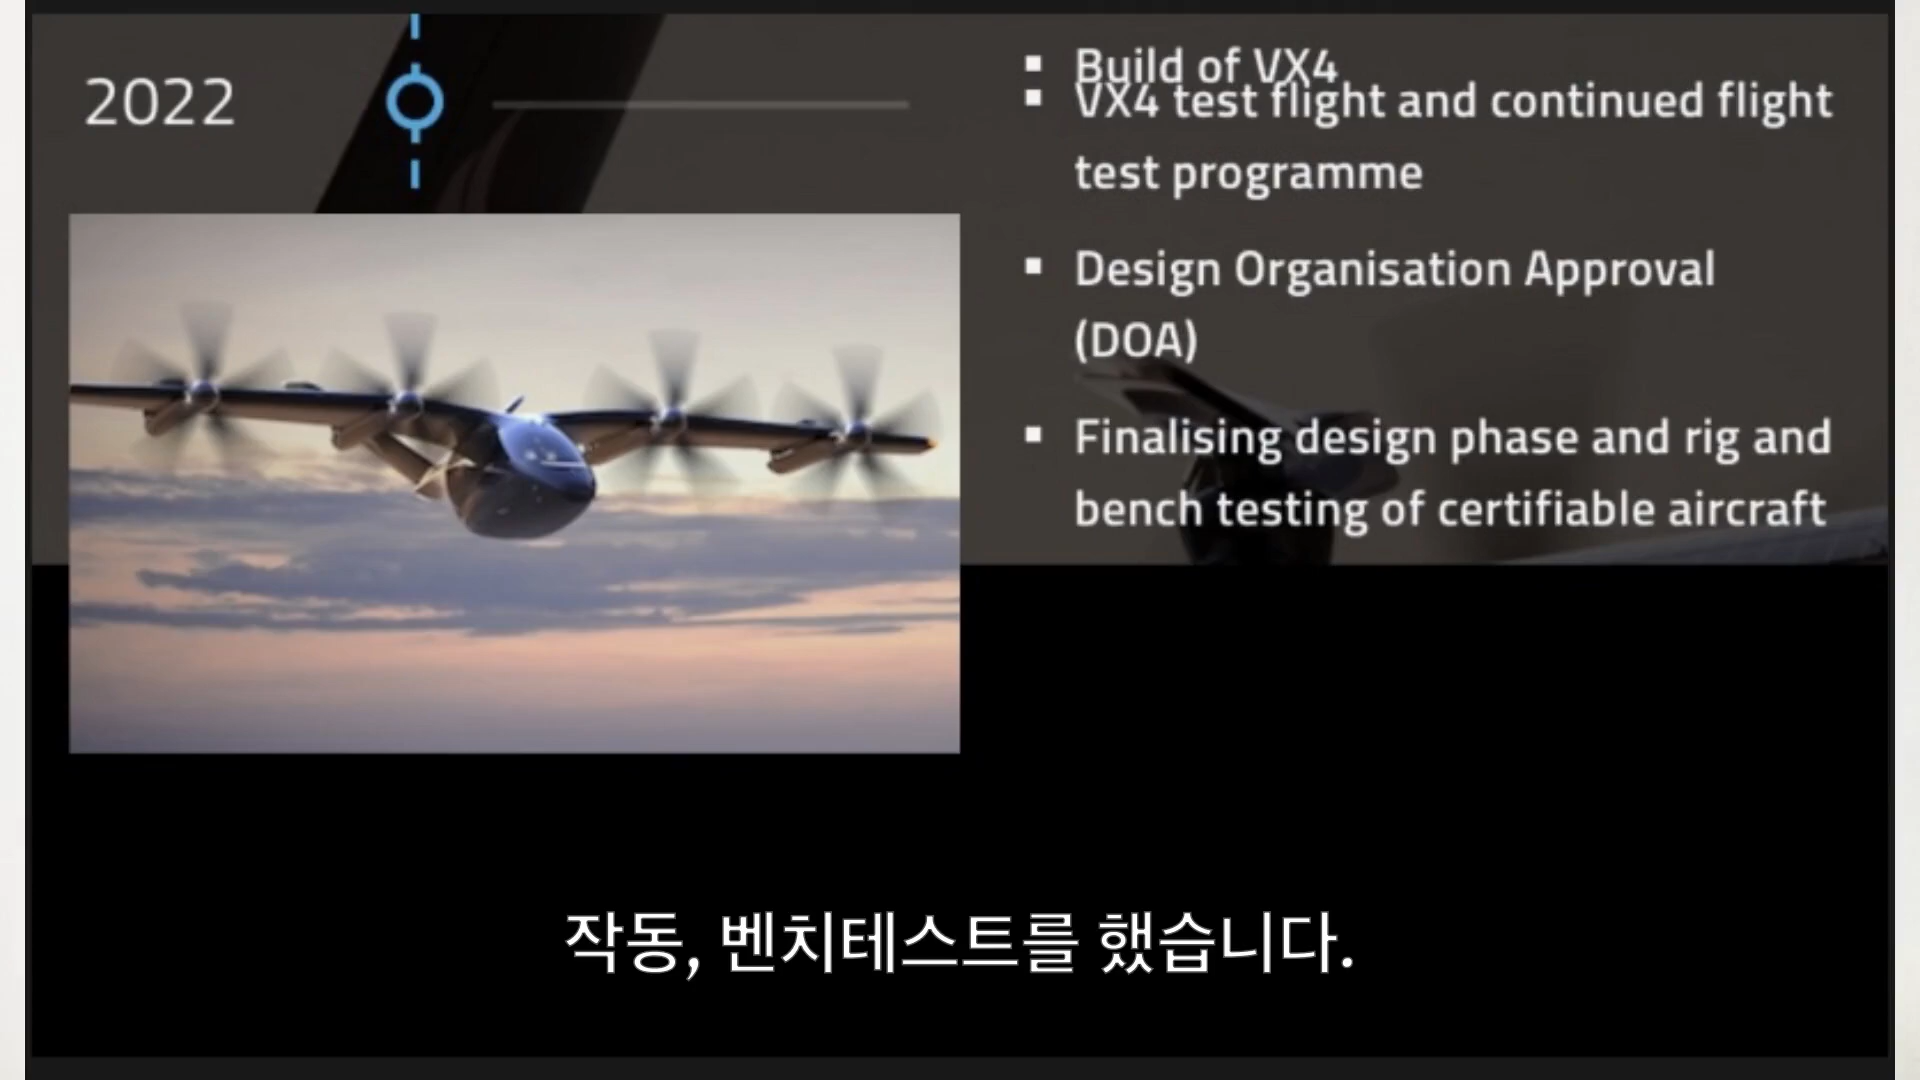 2022
Build of VX4
VX4 test flight and continued flight
test programme
Design Organisation Approval
(DOA)
Finalising design phase and rig and
bench testing of certifiable aircraft
작동, 벤치테스트를 했습니다.